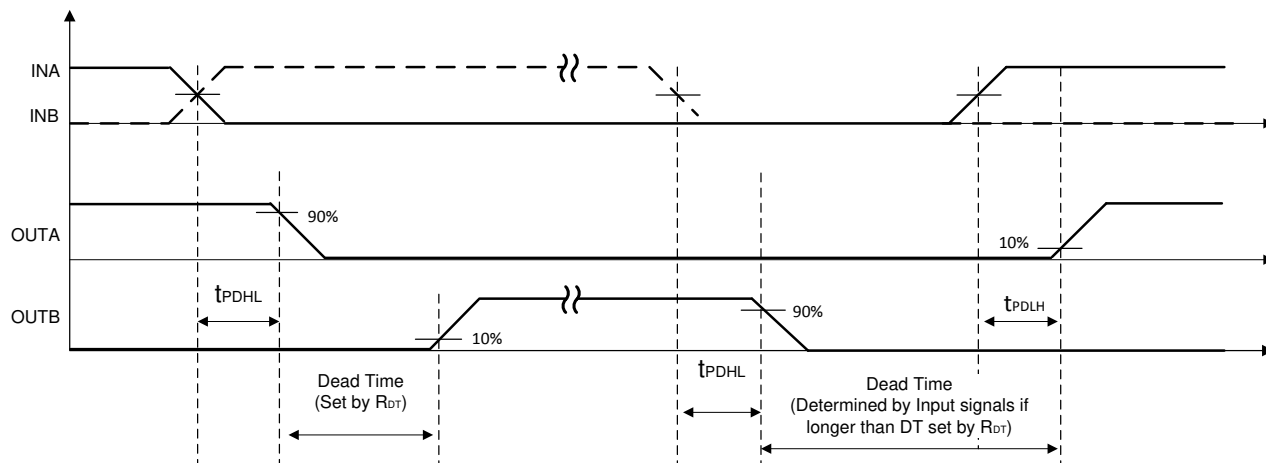 INA
INB
OUTA
90%
10%
tPDHL
tPDLH
OUTB
10%
90%
tPDHL
Dead Time
(Set by RDT)
Dead Time
(Determined by Input signals if
longer than DT set by RDT)